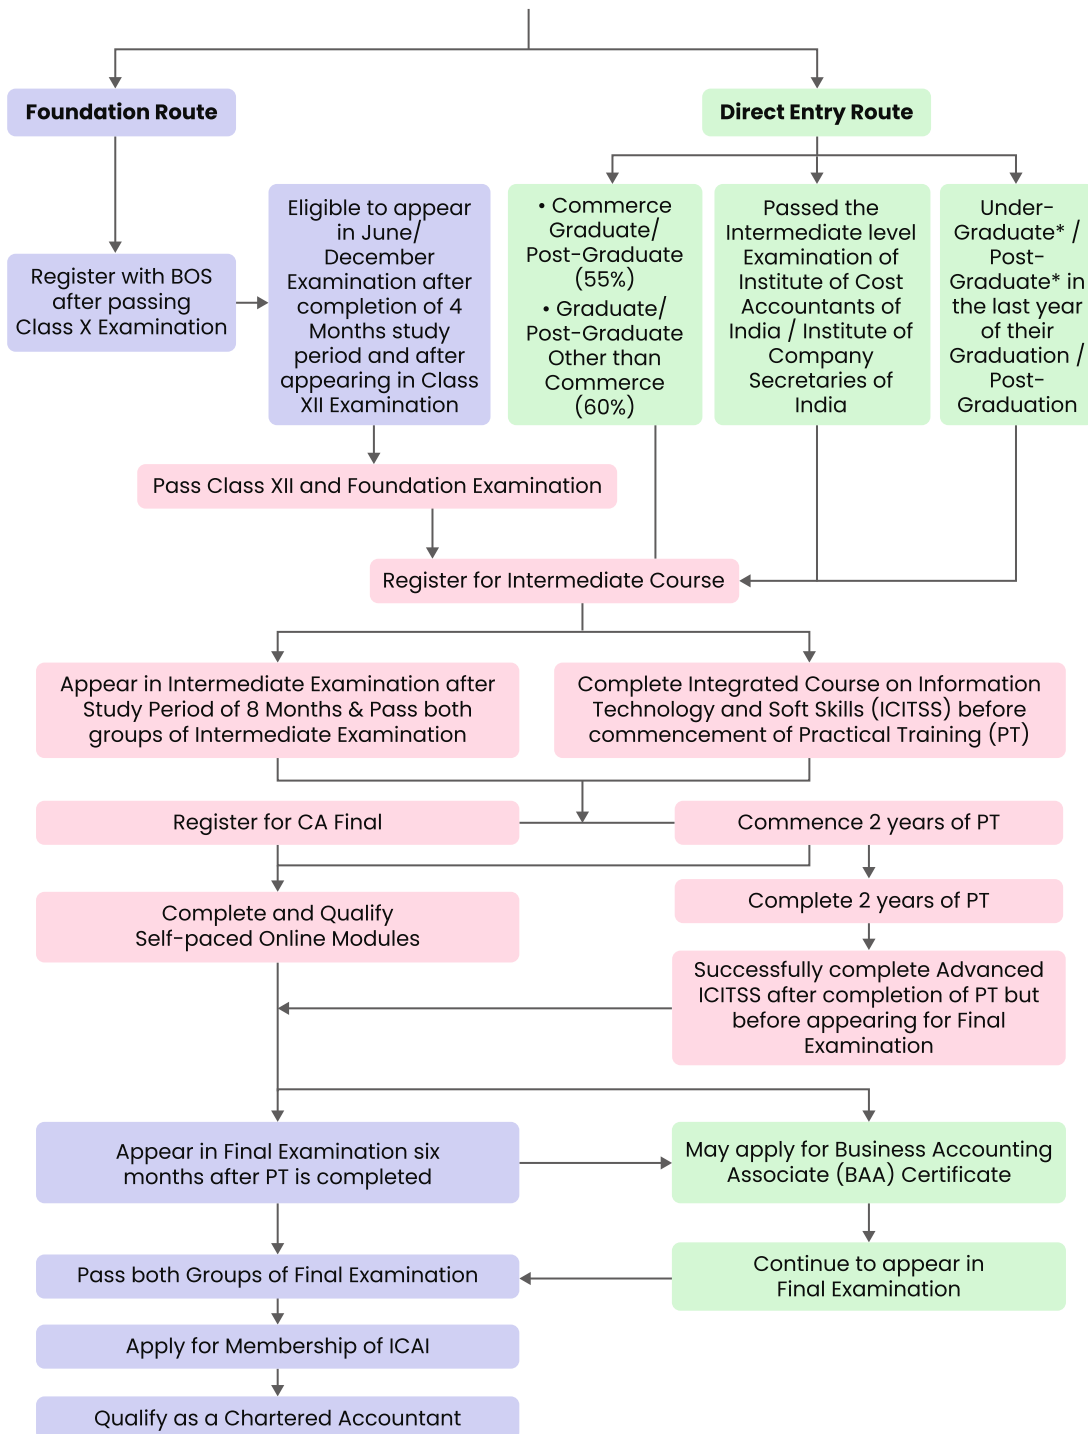 Foundation Route
Direct Entry Route
Register with BOS
after passing
Class X Examination
Eligible to appear
in June/
December
Examination after
completion of 4
Months study
period and after
appearing in Class
XII Examination
• Commerce
Graduate/
Post-Graduate
(55%)
• Graduate/
Post-Graduate
Other than
Commerce
(60%)
Passed the
Intermediate level
Examination of
Institute of Cost
Accountants of
India / Institute of
Company
Secretaries of
India
Under-
Graduate* /
Post-
Graduate* in
the last year
of their
Graduation /
Post-
Graduation
Pass Class XII and Foundation Examination
Register for Intermediate Course
Appear in Intermediate Examination after
Study Period of 8 Months & Pass both
groups of Intermediate Examination
Complete Integrated Course on Information
Technology and Soft Skills (ICITSS) before
commencement of Practical Training (PT)
Register for CA Final
Commence 2 years of PT
Complete and Qualify
Self-paced Online Modules
Complete 2 years of PT
Successfully complete Advanced
ICITSS after completion of PT but
before appearing for Final
Examination
Appear in Final Examination six
months after PT is completed
May apply for Business Accounting
Associate (BAA) Certificate
Pass both Groups of Final Examination
Continue to appear in
Final Examination
Apply for Membership of ICAI
Qualify as a Chartered Accountant